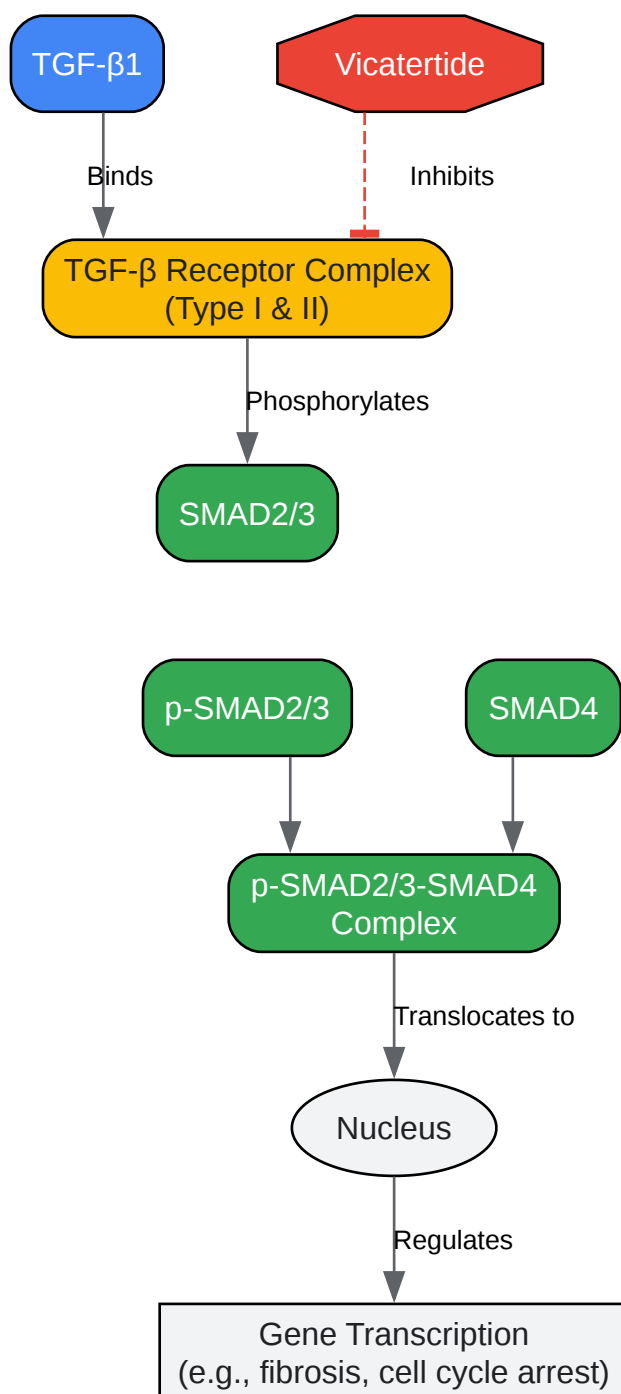 TGF-β1
Vicatertide
Binds
Inhibits
TGF-β Receptor Complex
(Type I & II)
Phosphorylates
SMAD2/3
p-SMAD2/3
SMAD4
p-SMAD2/3-SMAD4
Complex
Translocates to
Nucleus
Regulates
Gene Transcription
(e.g., fibrosis, cell cycle arrest)